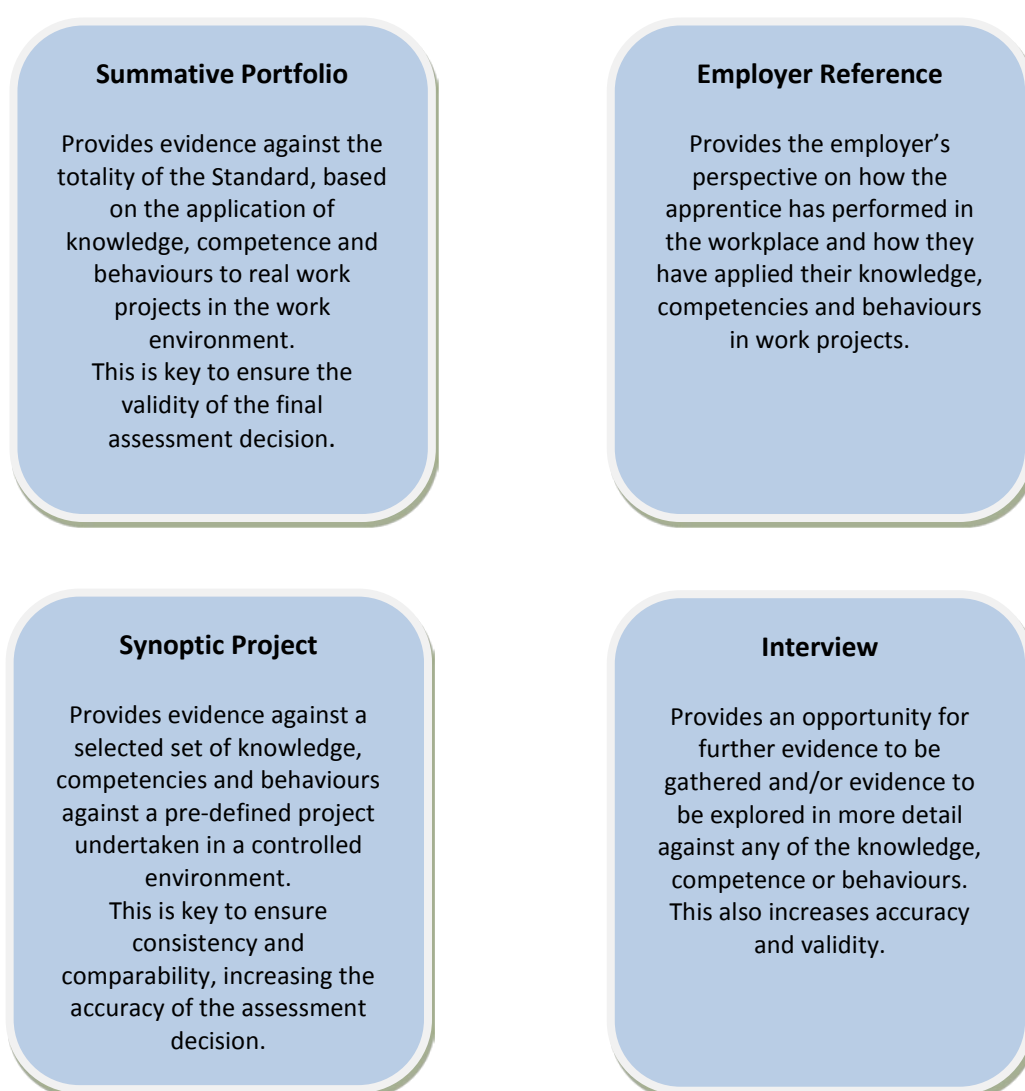 Summative Portfolio
Provides evidence against the
totality of the Standard, based
on the application of
knowledge, competence and
behaviours to real work
projects in the work
environment.
This is key to ensure the
validity of the final
assessment decision.
Employer Reference
Provides the employer’s
perspective on how the
apprentice has performed in
the workplace and how they
have applied their knowledge,
competencies and behaviours
in work projects.
Synoptic Project
Provides evidence against a
selected set of knowledge,
competencies and behaviours
against a pre-defined project
undertaken in a controlled
environment.
This is key to ensure
consistency and
comparability, increasing the
accuracy of the assessment
decision.
Interview
Provides an opportunity for
further evidence to be
gathered and/or evidence to
be explored in more detail
against any of the knowledge,
competence or behaviours.
This also increases accuracy
and validity.